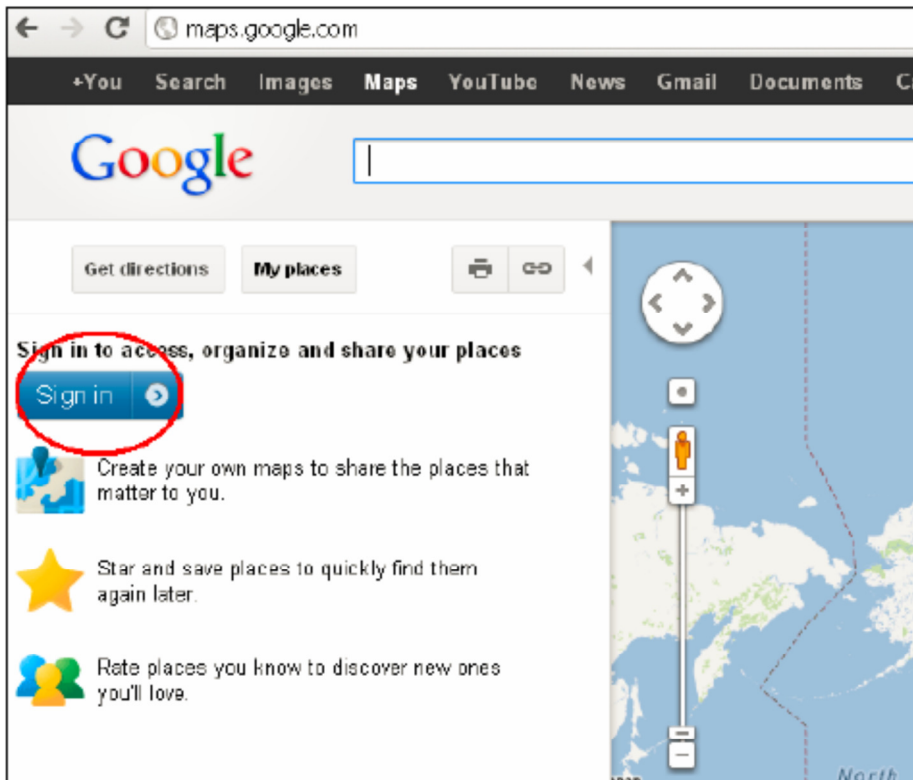 maps.google.com
+You Search Images Maps YouTube News Gmail Documents
Google
Get directions My places
Sign in to access, organize and share your places
Sign in
Create your own maps to share the places that
matter to you.
Star and save places to quickly find them
again later.
Rate places you know to discover new ones
you'll love.
North